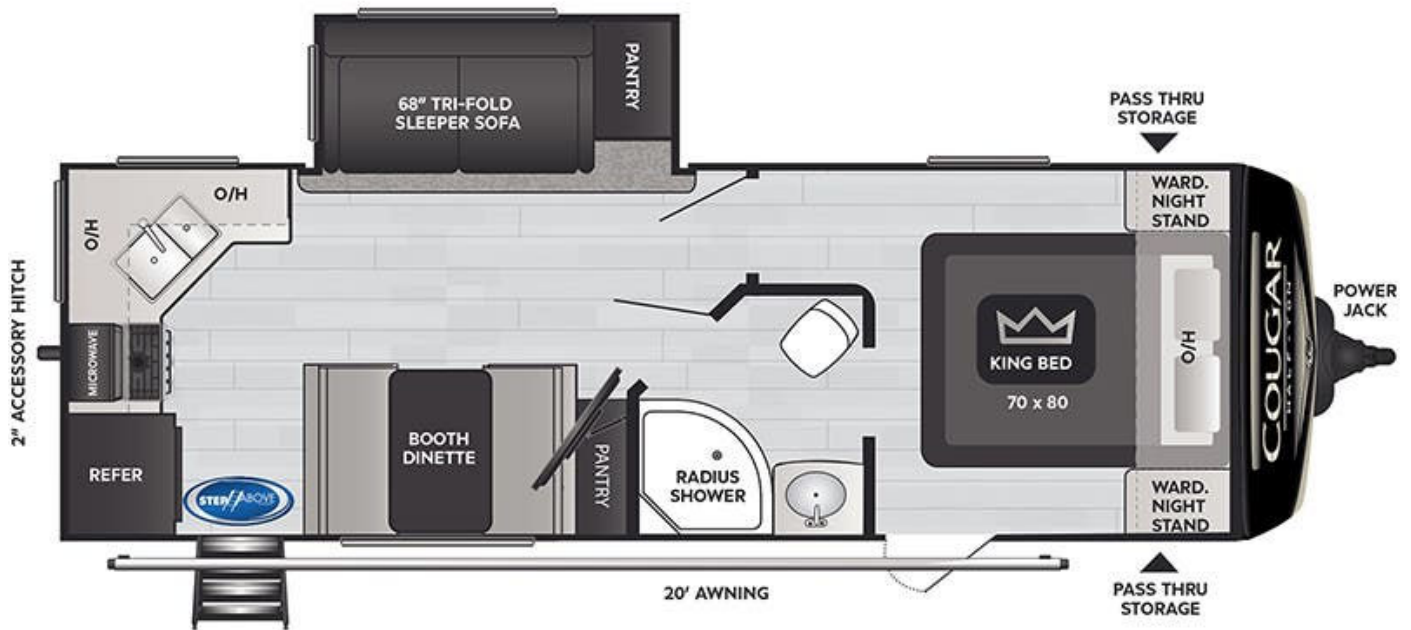 68" TRI-FOLD
SLEEPER SOFA
PANTRY
PASS THRU
STORAGE
O/H
O/H
WARD.
NIGHT
STAND
2" ACCESSORY HITCH
MICROWAVE
KING BED
70 x 80
O/H
COUGAR
HALF-TON
POWER
JACK
REFER
STEP ABOVE
BOOTH
DINETTE
PANTRY
RADIUS
SHOWER
WARD.
NIGHT
STAND
20' AWNING
PASS THRU
STORAGE